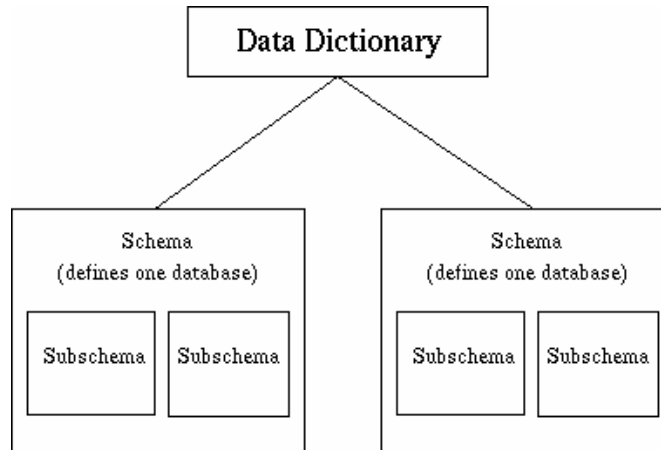 Data Dictionary
Schema
(defines one database)
Subschema
Subschema
Schema
(defines one database)
Subschema
Subschema